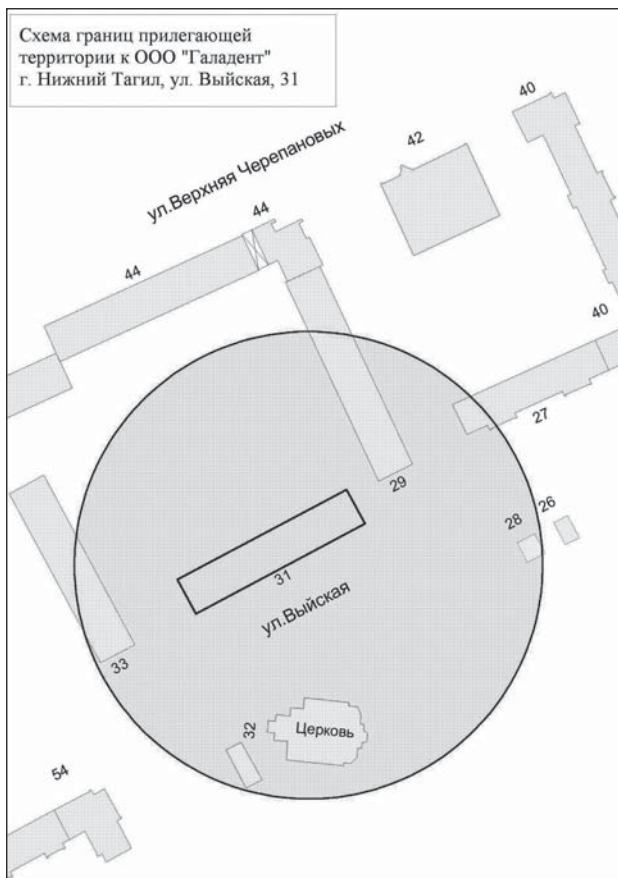 Схема границ прилегающей
территории к ООО "Галадент"
г. Нижний Тагил, ул. Выйская, 31
40
42
ул.Верхняя Черепановых
44
44
40
27
29
26
28
31
ул.Выйская
33
32
Церковь
54